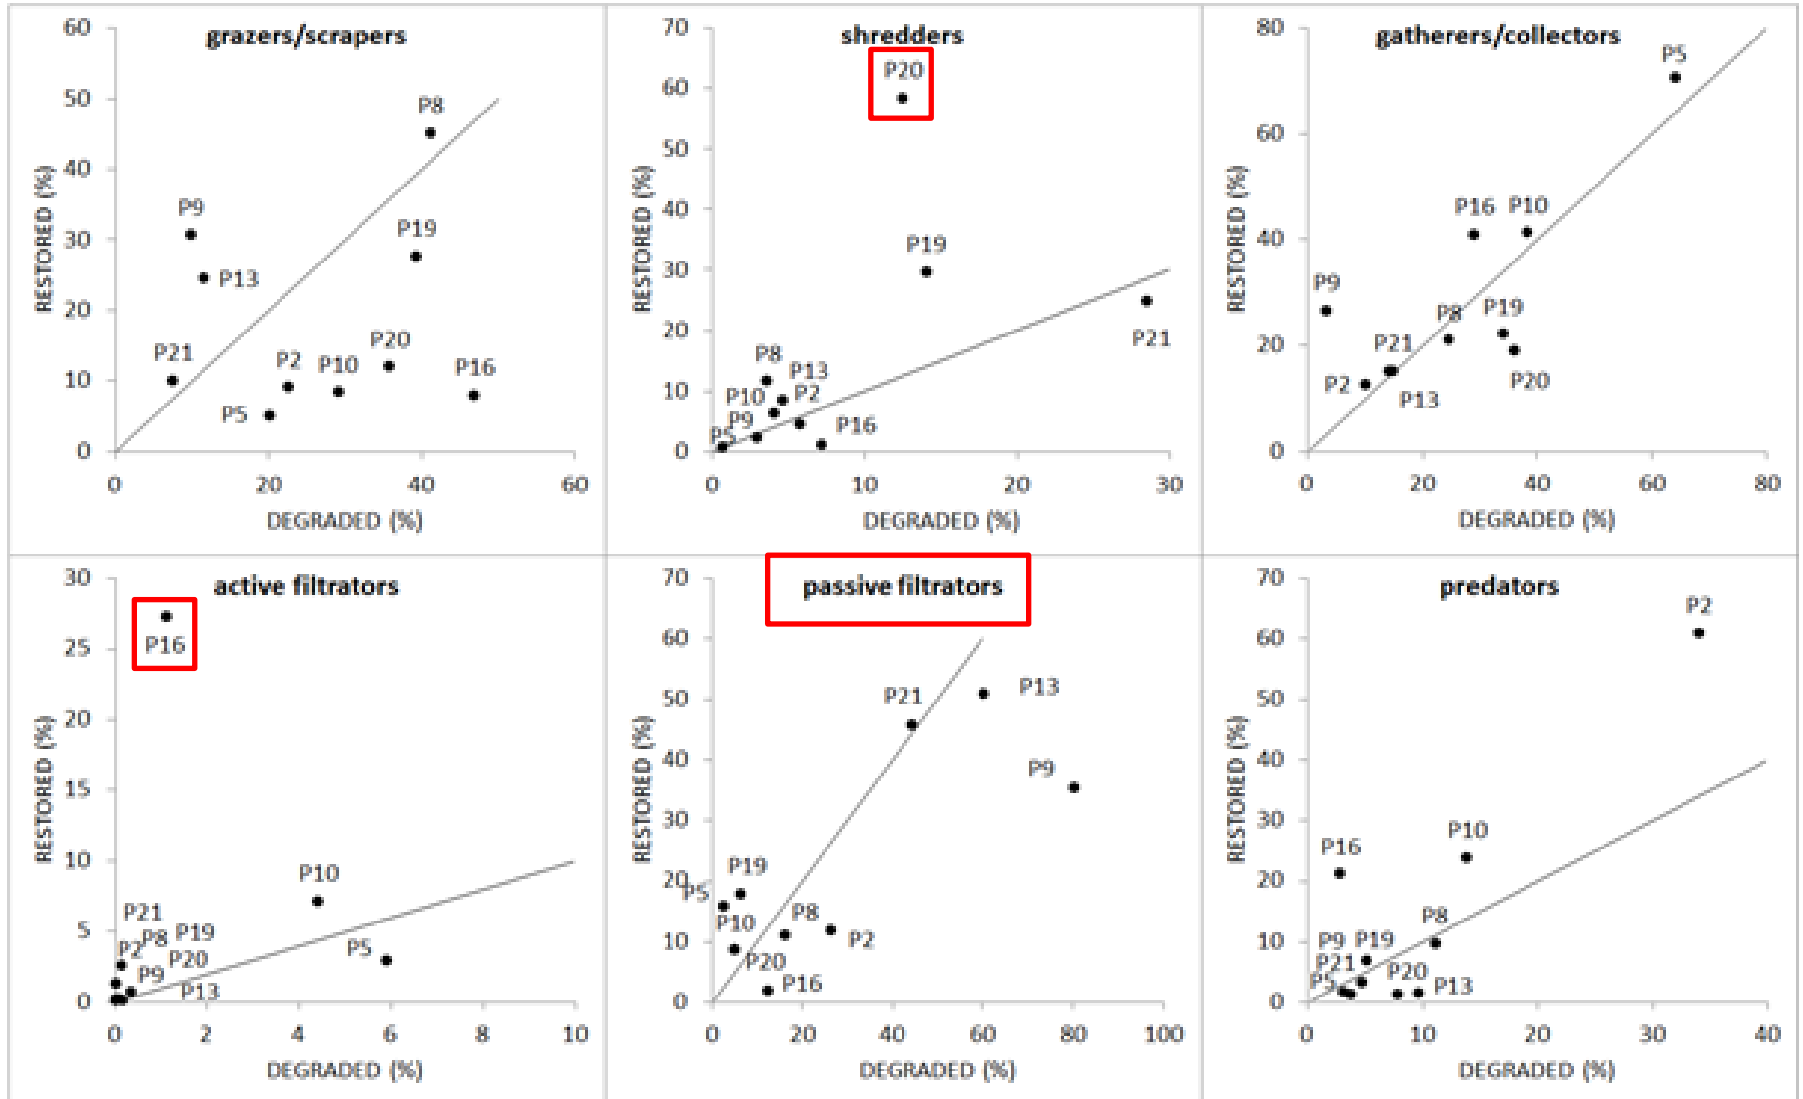 grazers/scrapers
60
50
40
30
20
10
0
RESTORED (%)
P8
P9
P19
P13
P21
P2
P10
P20
P16
P5
0 20 40 60
DEGRADED (%)
shredders
70
60
50
40
30
20
10
0
RESTORED (%)
P20
P19
P21
P8
P13
P10
P2
P9
P16
P5
0 10 20 30
DEGRADED (%)
gatherers/collectors
80
60
40
20
0
RESTORED (%)
P5
P16
P10
P9
P8
P19
P21
P20
P2
P13
0 20 40 60 80
DEGRADED (%)
active filtrators
30
25
20
15
10
5
0
RESTORED (%)
P16
P10
P21
P8
P19
P2
P5
P9
P20
P13
0 2 4 6 8 10
DEGRADED (%)
passive filtrators
70
60
50
40
30
20
10
0
RESTORED (%)
P21
P13
P9
P19
P5
P10
P8
P2
P20
P16
0 20 40 60 80 100
DEGRADED (%)
predators
70
60
50
40
30
20
10
0
RESTORED (%)
P2
P10
P16
P8
P9
P19
P21
P20
P5
P13
0 10 20 30 40
DEGRADED (%)